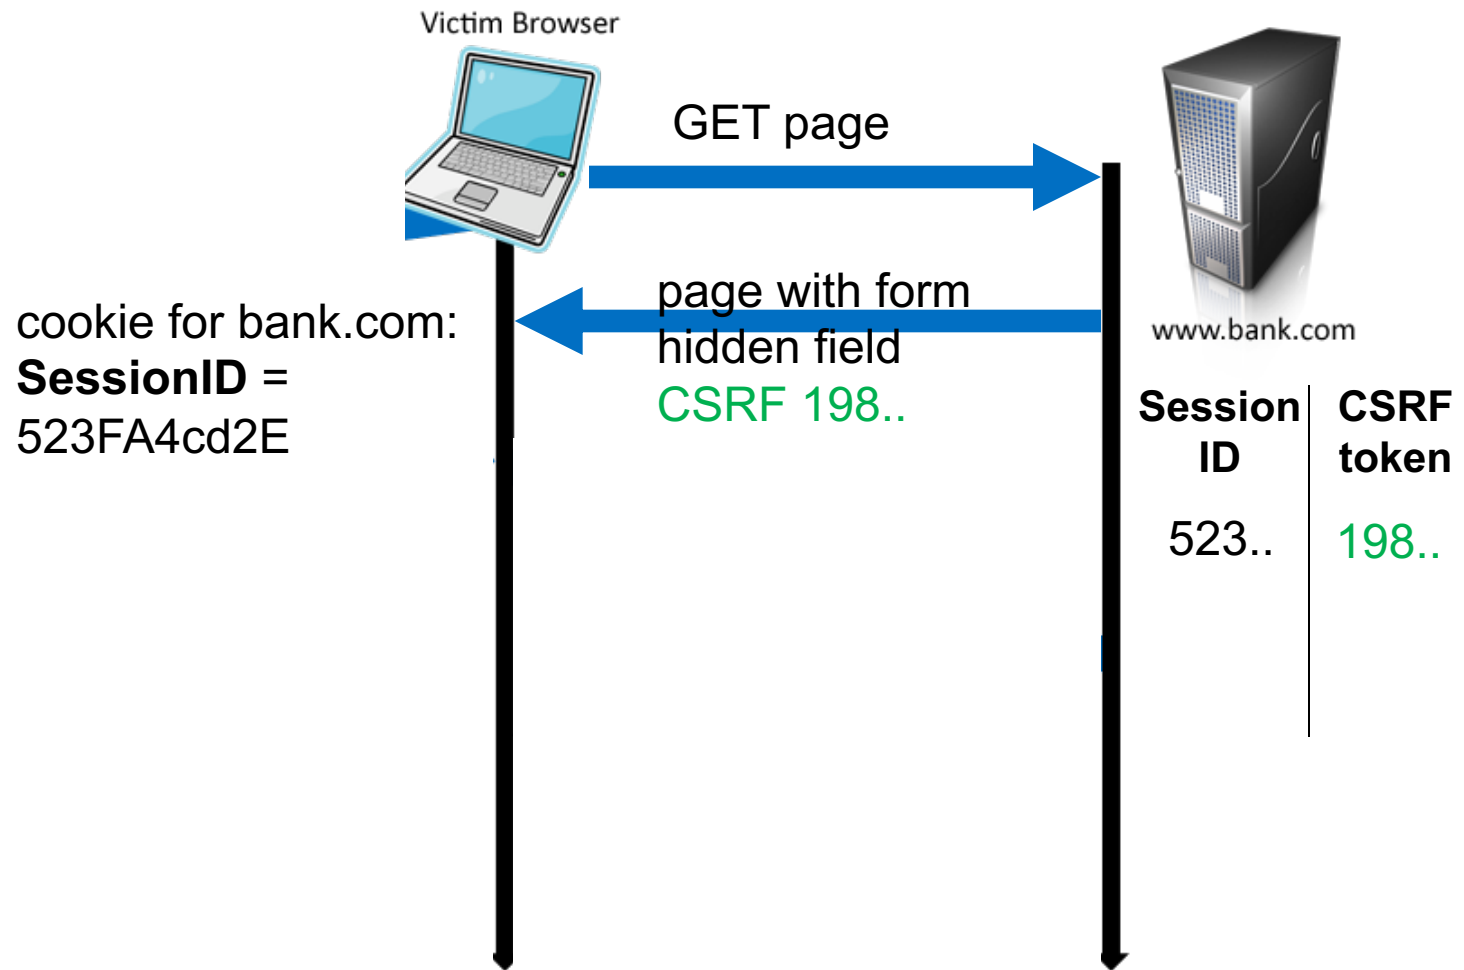 Victim Browser
GET page
page with form
hidden field
CSRF 198..
cookie for bank.com:
SessionID =
523FA4cd2E
www.bank.com
Session CSRF
ID token
523.. 198..